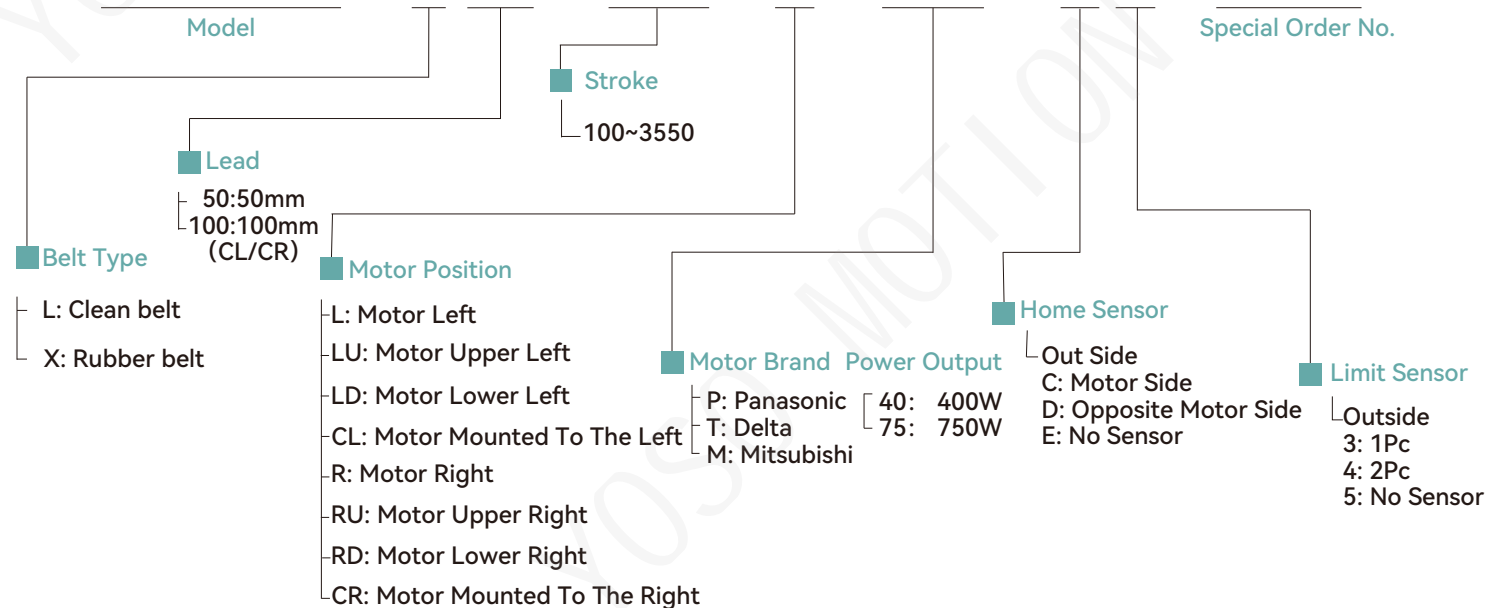 Model
Special Order No.
Stroke
100~3550
Lead
50:50mm
100:100mm
(CL/CR)
Belt Type
L: Clean belt
X: Rubber belt
Motor Position
L: Motor Left
LU: Motor Upper Left
LD: Motor Lower Left
CL: Motor Mounted To The Left
R: Motor Right
RU: Motor Upper Right
RD: Motor Lower Right
CR: Motor Mounted To The Right
Motor Brand Power Output
P: Panasonic 40: 400W
T: Delta 75: 750W
M: Mitsubishi
Home Sensor
Out Side
C: Motor Side
D: Opposite Motor Side
E: No Sensor
Limit Sensor
Outside
3: 1Pc
4: 2Pc
5: No Sensor
YOSO MOTION